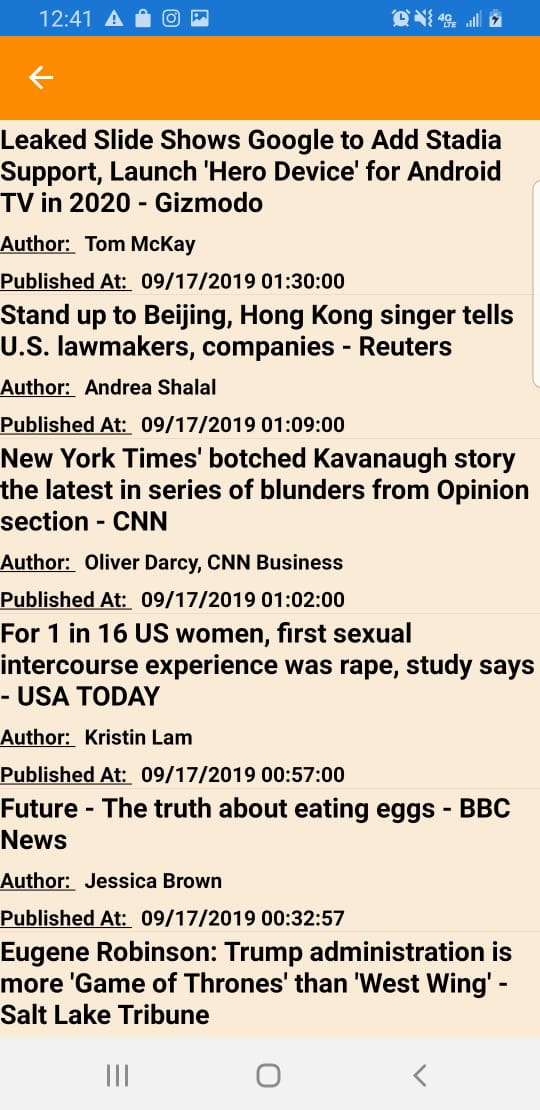 12:41
4G LTE
Leaked Slide Shows Google to Add Stadia
Support, Launch 'Hero Device' for Android
TV in 2020 - Gizmodo
Author:  Tom McKay
Published At:  09/17/2019 01:30:00
Stand up to Beijing, Hong Kong singer tells
U.S. lawmakers, companies - Reuters
Author:  Andrea Shalal
Published At:  09/17/2019 01:09:00
New York Times' botched Kavanaugh story
the latest in series of blunders from Opinion
section - CNN
Author:  Oliver Darcy, CNN Business
Published At:  09/17/2019 01:02:00
For 1 in 16 US women, first sexual
intercourse experience was rape, study says
- USA TODAY
Author:  Kristin Lam
Published At:  09/17/2019 00:57:00
Future - The truth about eating eggs - BBC
News
Author:  Jessica Brown
Published At:  09/17/2019 00:32:57
Eugene Robinson: Trump administration is
more 'Game of Thrones' than 'West Wing' -
Salt Lake Tribune